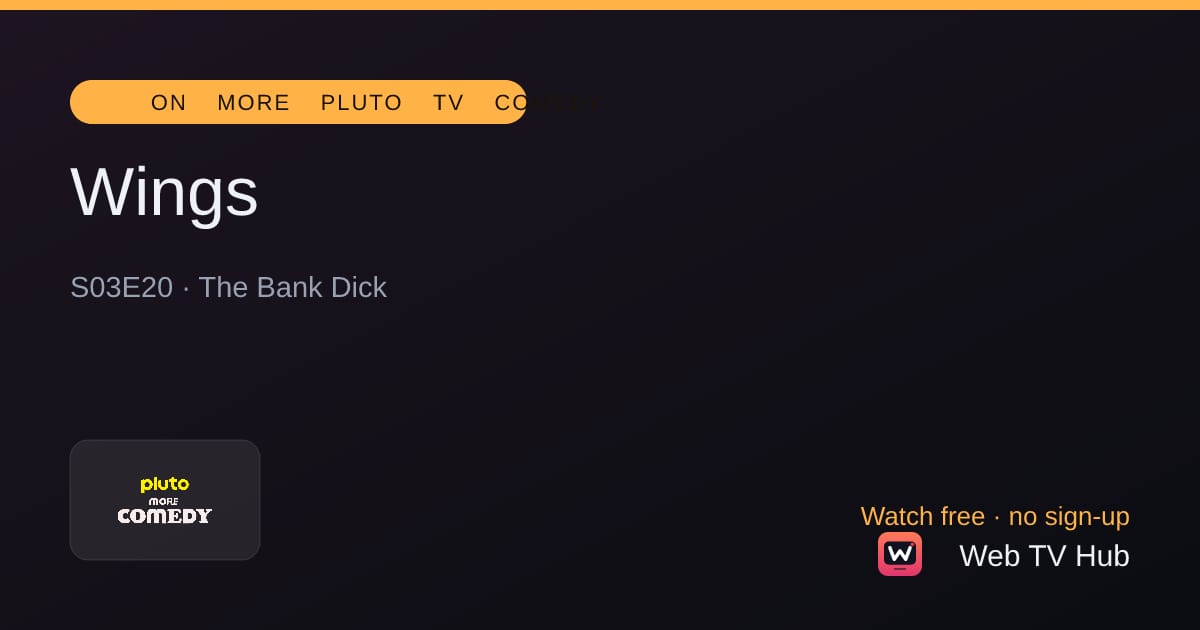 ON MORE PLUTO TV COMEDY
Wings
S03E20 · The Bank Dick
pluto
MORE
COMEDY
Watch free · no sign-up
W Web TV Hub